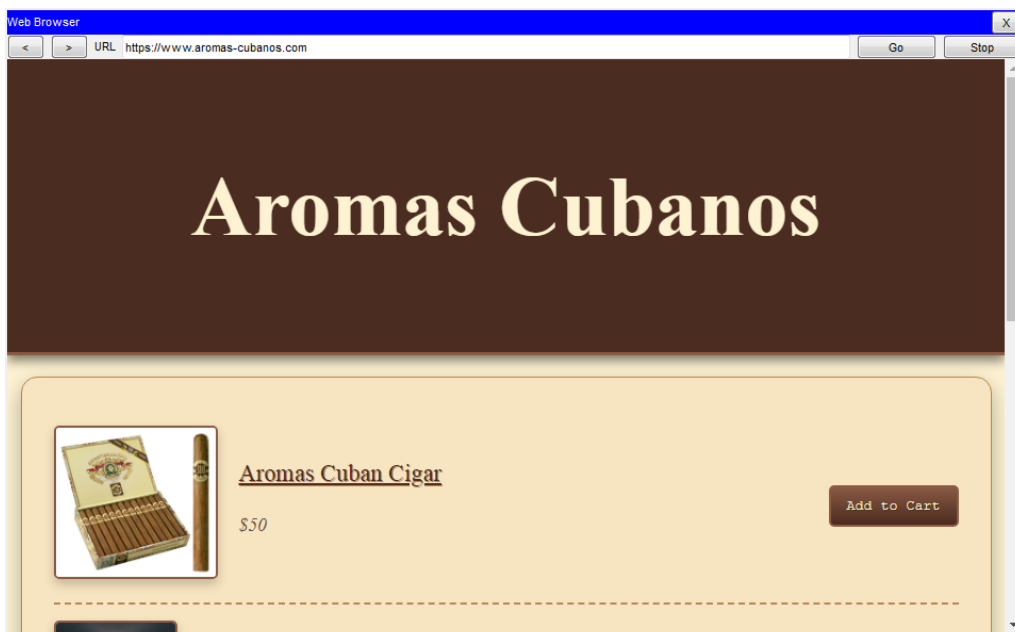 Web Browser X
< > URL https://www.aromas-cubanos.com Go Stop
Aromas Cubanos
Aromas Cuban Cigar
$50
Add to Cart